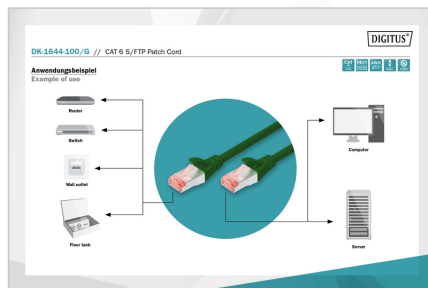 DIGITUS®
DK-1644-100/G // CAT 6 S/FTP Patch Cord
Anwendungsbeispiel
Example of use
Router
Switch
Wall outlet
Floor tank
Computer
Server